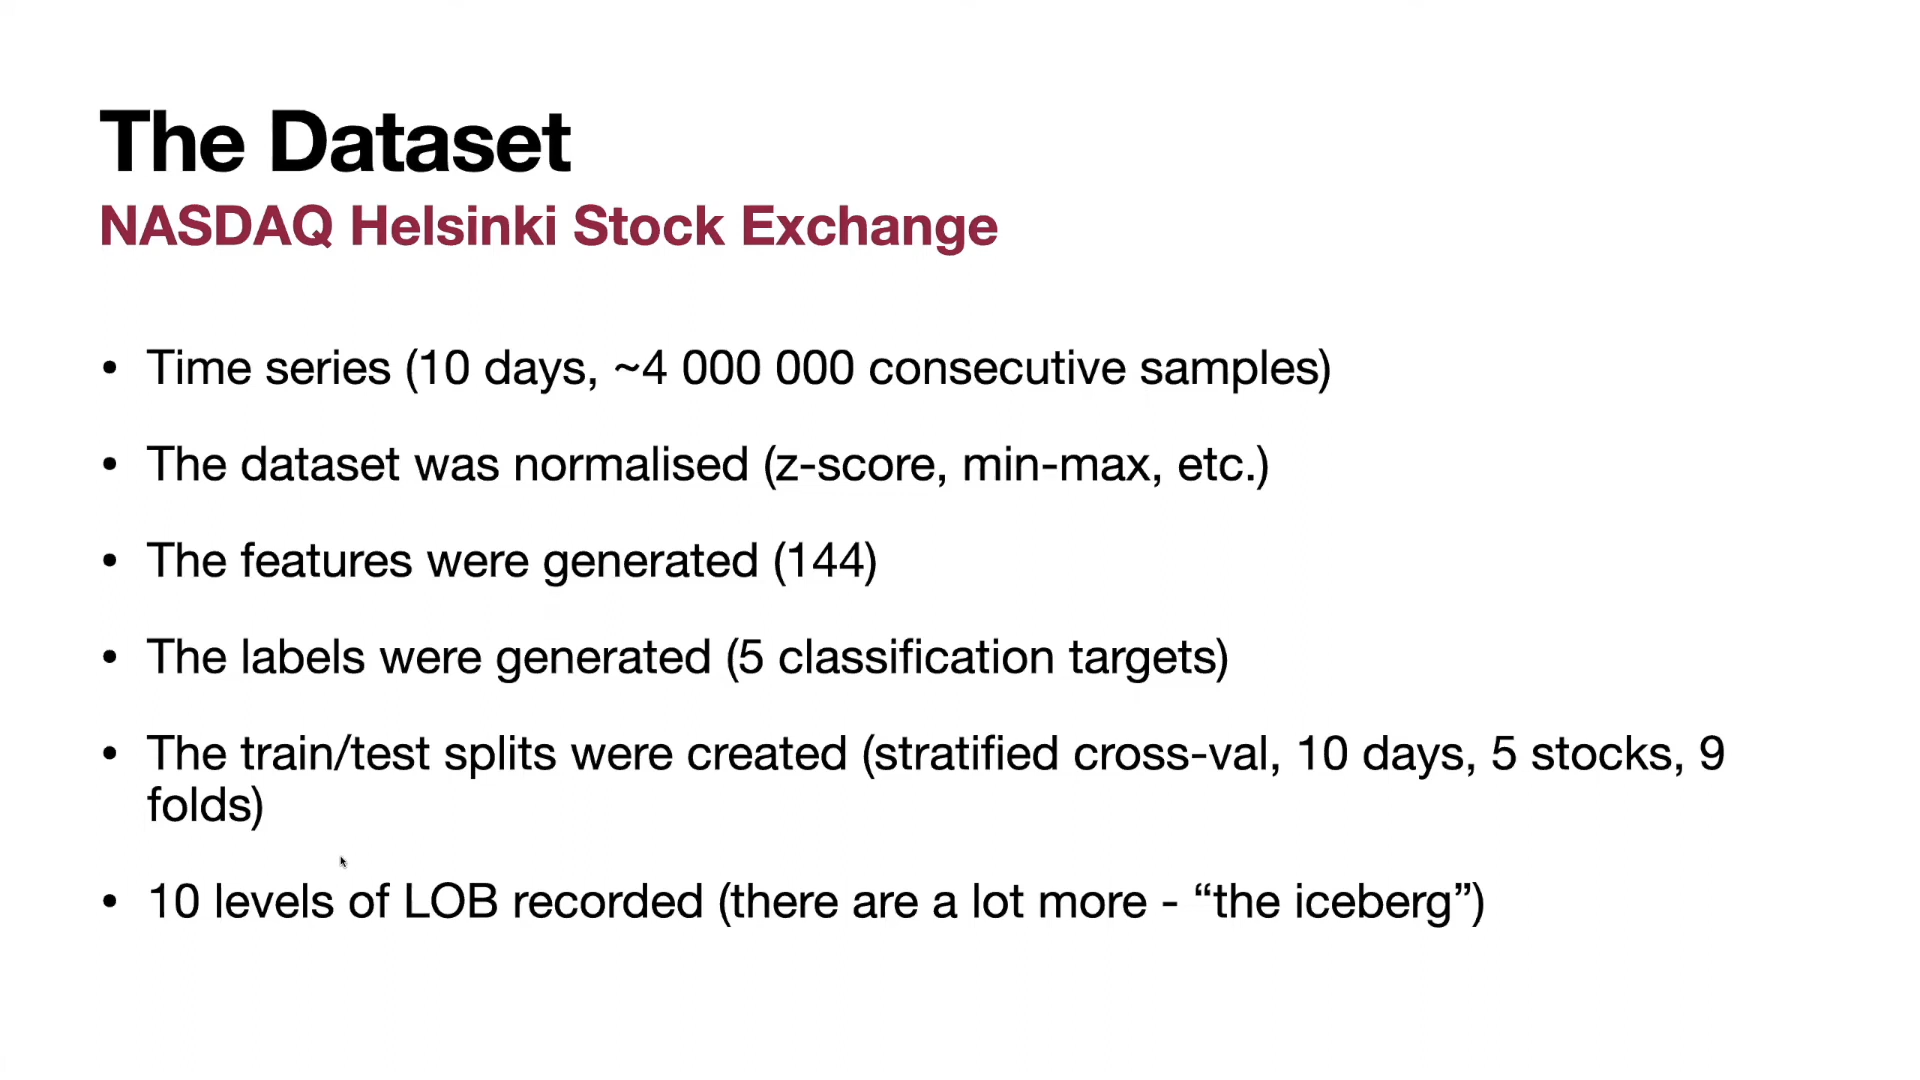 The Dataset
NASDAQ Helsinki Stock Exchange
• Time series (10 days, ~4 000 000 consecutive samples)
• The dataset was normalised (z-score, min-max, etc.)
• The features were generated (144)
• The labels were generated (5 classification targets)
• The train/test splits were created (stratified cross-val, 10 days, 5 stocks, 9
folds)
• 10 levels of LOB recorded (there are a lot more - “the iceberg”)